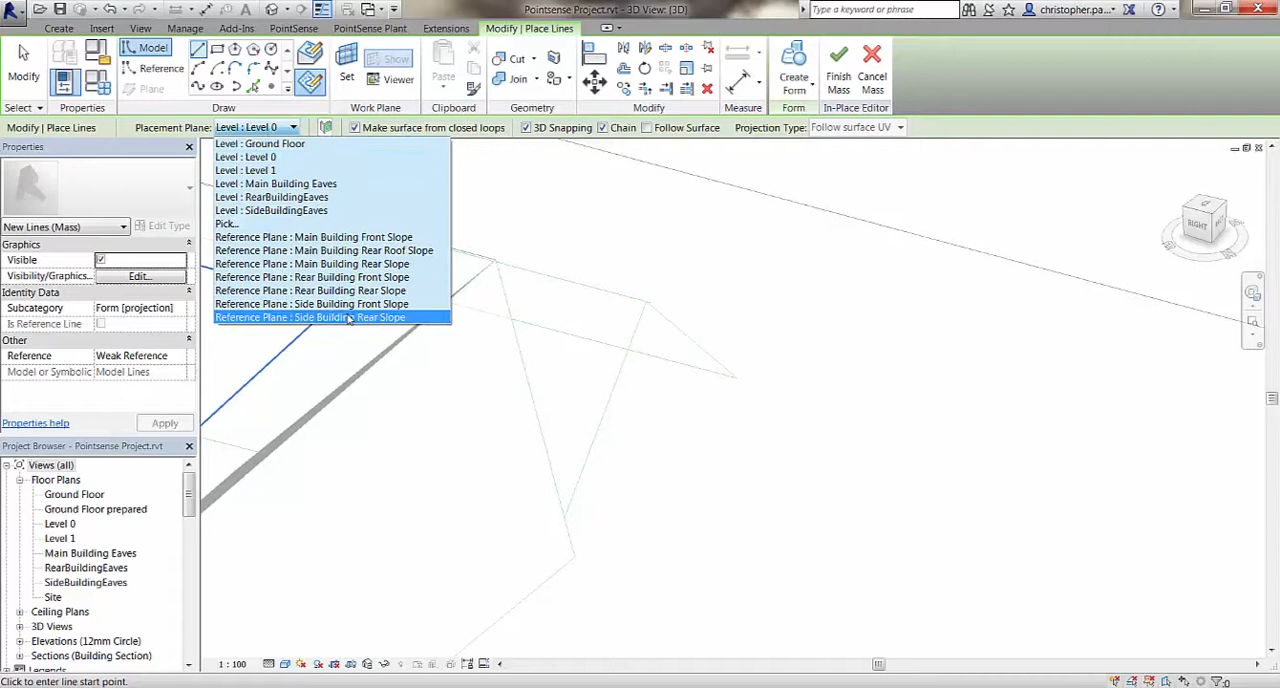 Pointsense Project.rvt - 3D View: {3D}
Type a keyword or phrase
christopher.pa...
Create Insert View Manage Add-Ins PointSense PointSense Plant Extensions Modify | Place Lines
Modify
Model
Reference
Plane
Set
Show
Viewer
Paste
Cut
Join
Create
Form
Finish
Mass
Cancel
Mass
Select Properties Draw Work Plane Clipboard Geometry Modify Measure Form In-Place Editor
Modify | Place Lines Placement Plane: Level : Level 0 Make surface from closed loops 3D Snapping Chain Follow Surface Projection Type: Follow surface UV
Level : Ground Floor
Level : Level 0
Level : Level 1
Level : Main Building Eaves
Level : RearBuildingEaves
Level : SideBuildingEaves
Pick...
Reference Plane : Main Building Front Slope
Reference Plane : Main Building Rear Roof Slope
Reference Plane : Main Building Rear Slope
Reference Plane : Rear Building Front Slope
Reference Plane : Rear Building Rear Slope
Reference Plane : Side Building Front Slope
Reference Plane : Side Building Rear Slope
Properties
New Lines (Mass) Edit Type
Graphics
Visible
Visibility/Graphics... Edit...
Identity Data
Subcategory Form [projection]
Is Reference Line
Other
Reference Weak Reference
Model or Symbolic Model Lines
Properties help Apply
Project Browser - Pointsense Project.rvt
Views (all)
Floor Plans
Ground Floor
Ground Floor prepared
Level 0
Level 1
Main Building Eaves
RearBuildingEaves
SideBuildingEaves
Site
Ceiling Plans
3D Views
Elevations (12mm Circle)
Sections (Building Section)
Legends
RIGHT
1 : 100
Click to enter line start point.
:0